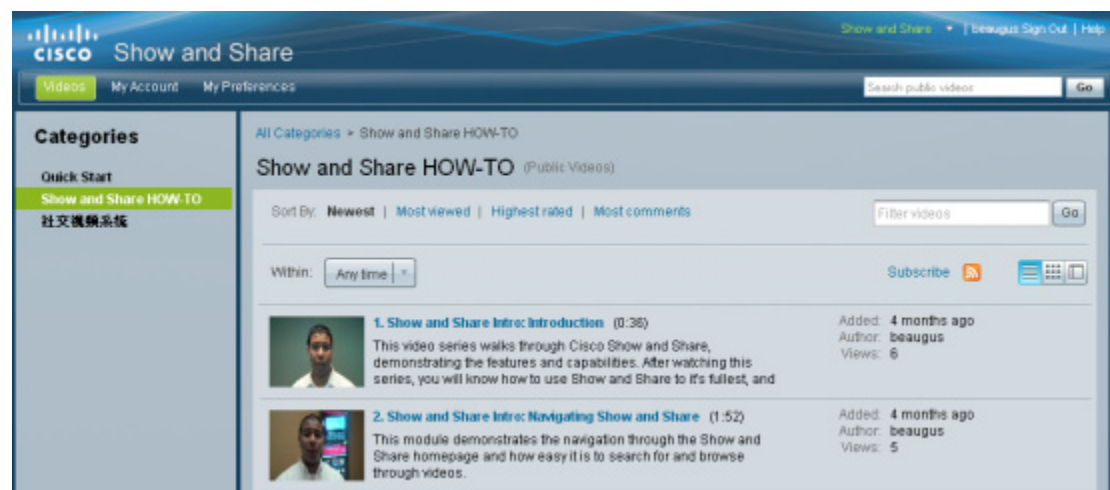 Show and Share ▾ | beaugus Sign Out | Help
CISCO Show and Share
Videos My Account My Preferences
Search public videos Go
Categories
Quick Start
Show and Share HOW-TO
社交視頻系統
All Categories > Show and Share HOW-TO
Show and Share HOW-TO (Public Videos)
Sort By: Newest | Most viewed | Highest rated | Most comments
Filter videos Go
Within: Any time
Subscribe
1. Show and Share Intro: Introduction (0:36)
This video series walks through Cisco Show and Share,
demonstrating the features and capabilities. After watching this
series, you will know how to use Show and Share to it's fullest, and
Added: 4 months ago
Author: beaugus
Views: 6
2. Show and Share Intro: Navigating Show and Share (1:52)
This module demonstrates the navigation through the Show and
Share homepage and how easy it is to search for and browse
through videos.
Added: 4 months ago
Author: beaugus
Views: 5